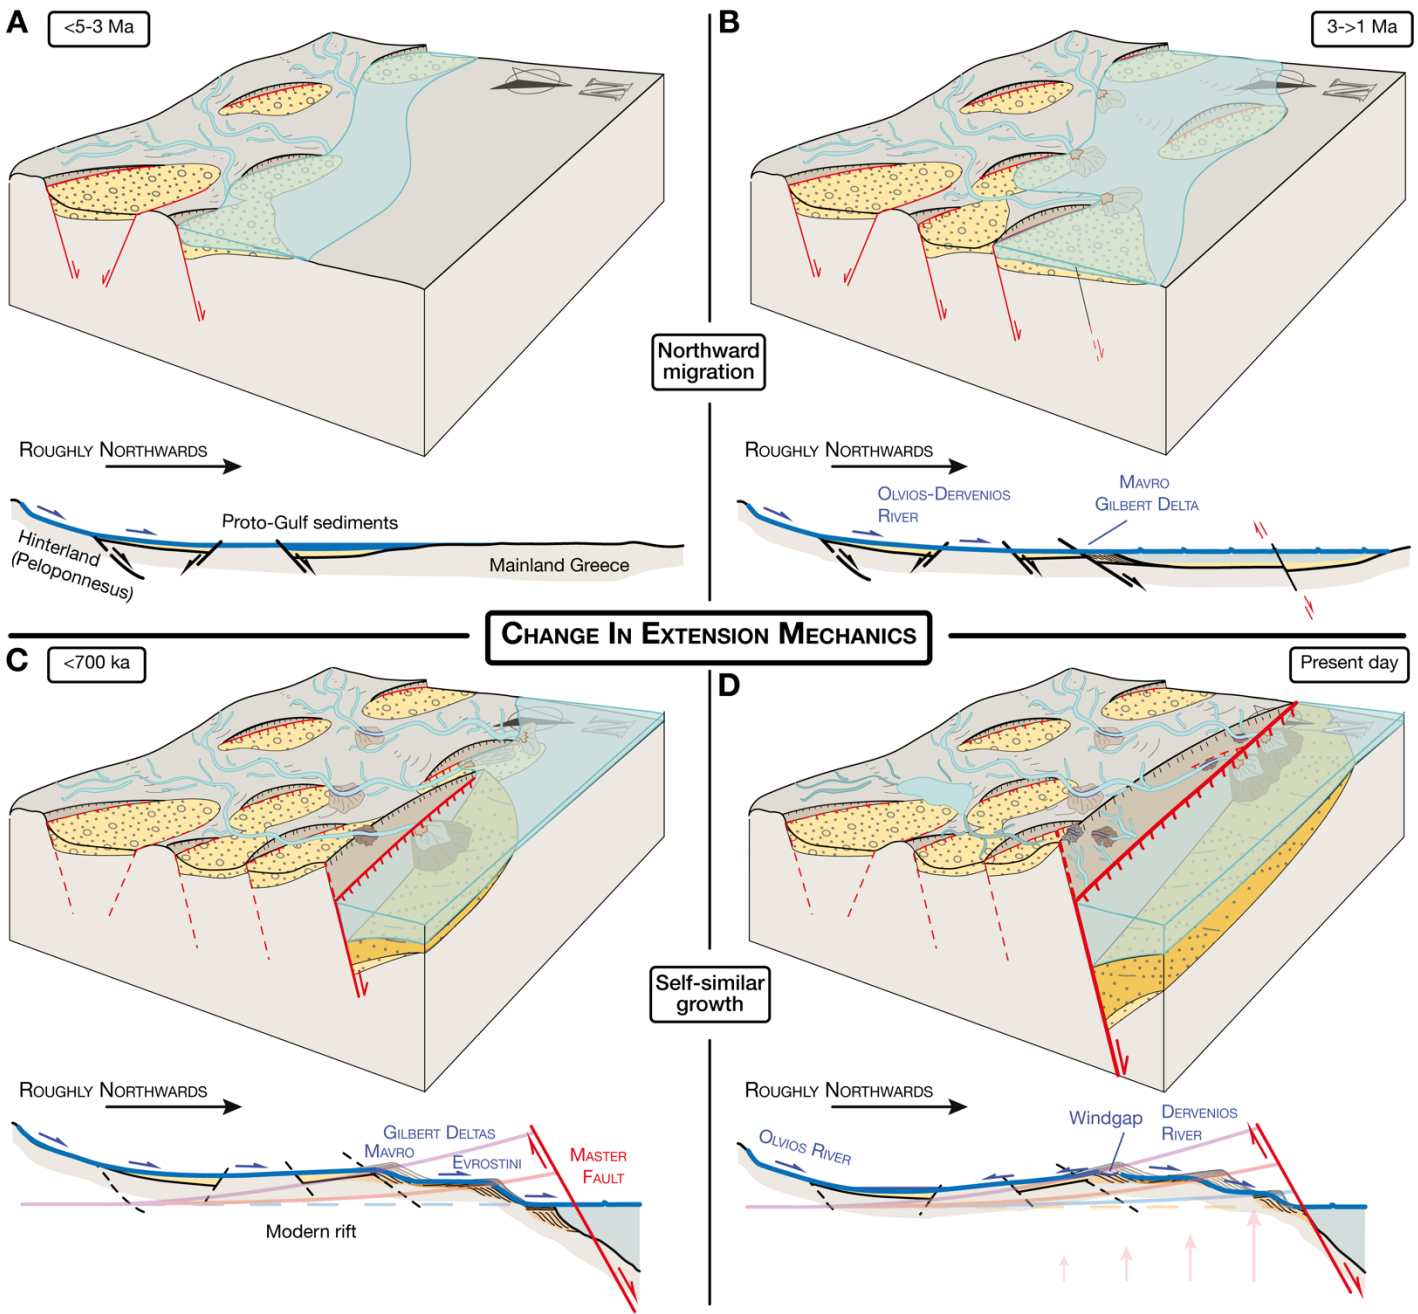 A
<5-3 Ma
N
B
3->1 Ma
N
Northward
migration
ROUGHLY NORTHWARDS
Proto-Gulf sediments
Hinterland
(Peloponnesus)
Mainland Greece
ROUGHLY NORTHWARDS
OLVIOS-DERVENIOS
RIVER
MAVRO
GILBERT DELTA
CHANGE IN EXTENSION MECHANICS
C
<700 ka
N
D
Present day
N
Self-similar
growth
ROUGHLY NORTHWARDS
GILBERT DELTAS
MAVRO
EVROSTINI
MASTER
FAULT
Modern rift
ROUGHLY NORTHWARDS
OLVIOS RIVER
Windgap
DERVENIOS
RIVER